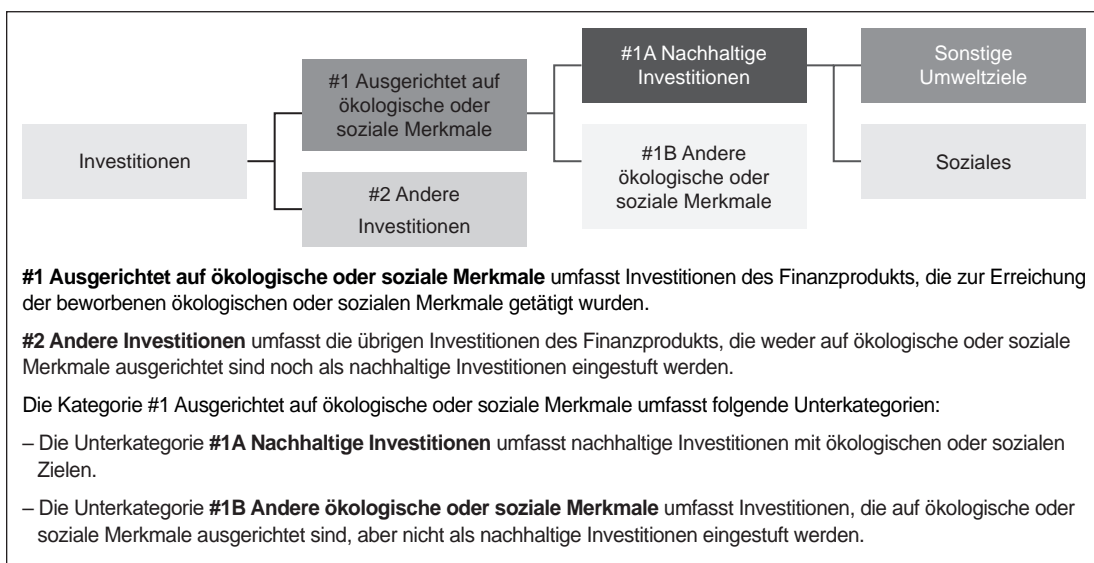 #1A Nachhaltige
Investitionen
Sonstige
Umweltziele
#1 Ausgerichtet auf
ökologische oder
soziale Merkmale
Investitionen
#1B Andere
ökologische oder
soziale Merkmale
Soziales
#2 Andere
Investitionen
#1 Ausgerichtet auf ökologische oder soziale Merkmale umfasst Investitionen des Finanzprodukts, die zur Erreichung
der beworbenen ökologischen oder sozialen Merkmale getätigt wurden.
#2 Andere Investitionen umfasst die übrigen Investitionen des Finanzprodukts, die weder auf ökologische oder soziale
Merkmale ausgerichtet sind noch als nachhaltige Investitionen eingestuft werden.
Die Kategorie #1 Ausgerichtet auf ökologische oder soziale Merkmale umfasst folgende Unterkategorien:
– Die Unterkategorie #1A Nachhaltige Investitionen umfasst nachhaltige Investitionen mit ökologischen oder sozialen
Zielen.
– Die Unterkategorie #1B Andere ökologische oder soziale Merkmale umfasst Investitionen, die auf ökologische oder
soziale Merkmale ausgerichtet sind, aber nicht als nachhaltige Investitionen eingestuft werden.